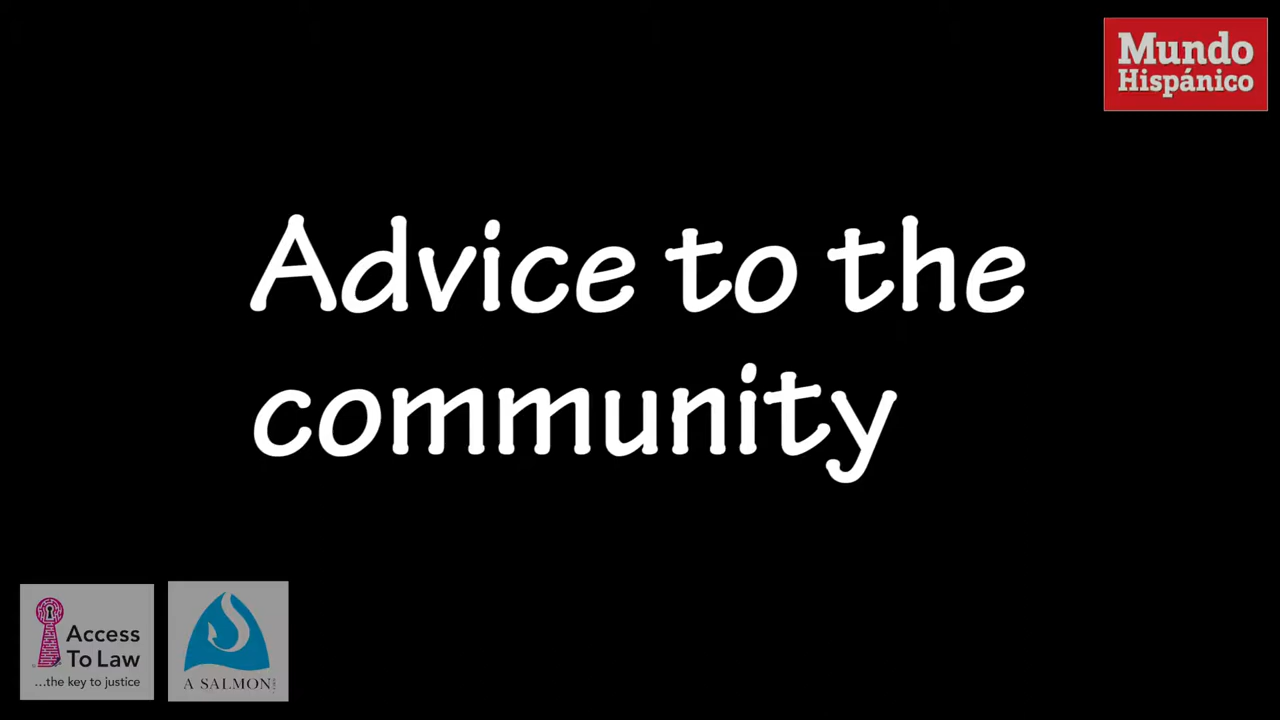 Mundo
Hispánico
Advice to the
community
Access
To Law
...the key to justice
A SALMON